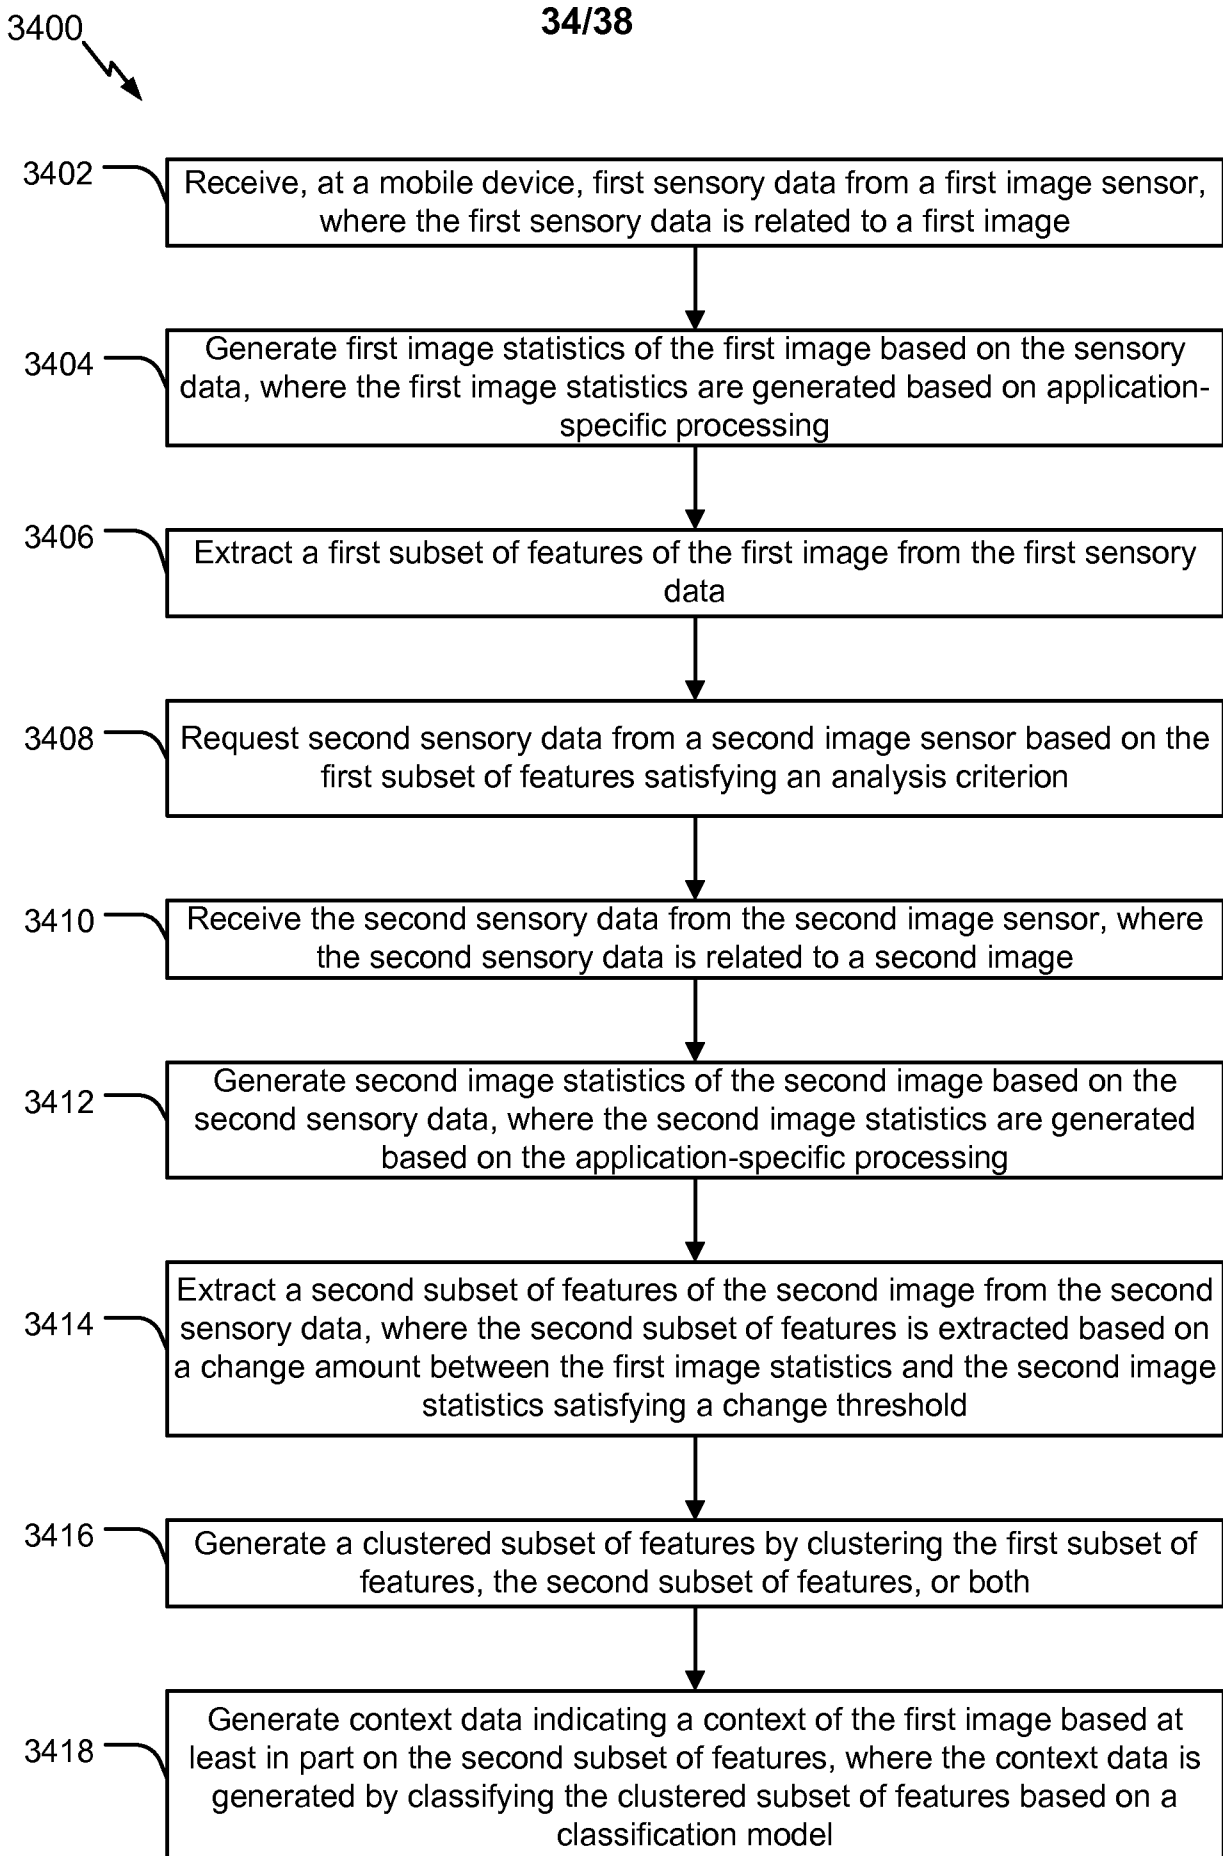 34/38
3400
3402
Receive, at a mobile device, first sensory data from a first image sensor,
where the first sensory data is related to a first image
3404
Generate first image statistics of the first image based on the sensory
data, where the first image statistics are generated based on application-
specific processing
3406
Extract a first subset of features of the first image from the first sensory
data
3408
Request second sensory data from a second image sensor based on the
first subset of features satisfying an analysis criterion
3410
Receive the second sensory data from the second image sensor, where
the second sensory data is related to a second image
3412
Generate second image statistics of the second image based on the
second sensory data, where the second image statistics are generated
based on the application-specific processing
3414
Extract a second subset of features of the second image from the second
sensory data, where the second subset of features is extracted based on
a change amount between the first image statistics and the second image
statistics satisfying a change threshold
3416
Generate a clustered subset of features by clustering the first subset of
features, the second subset of features, or both
3418
Generate context data indicating a context of the first image based at
least in part on the second subset of features, where the context data is
generated by classifying the clustered subset of features based on a
classification model